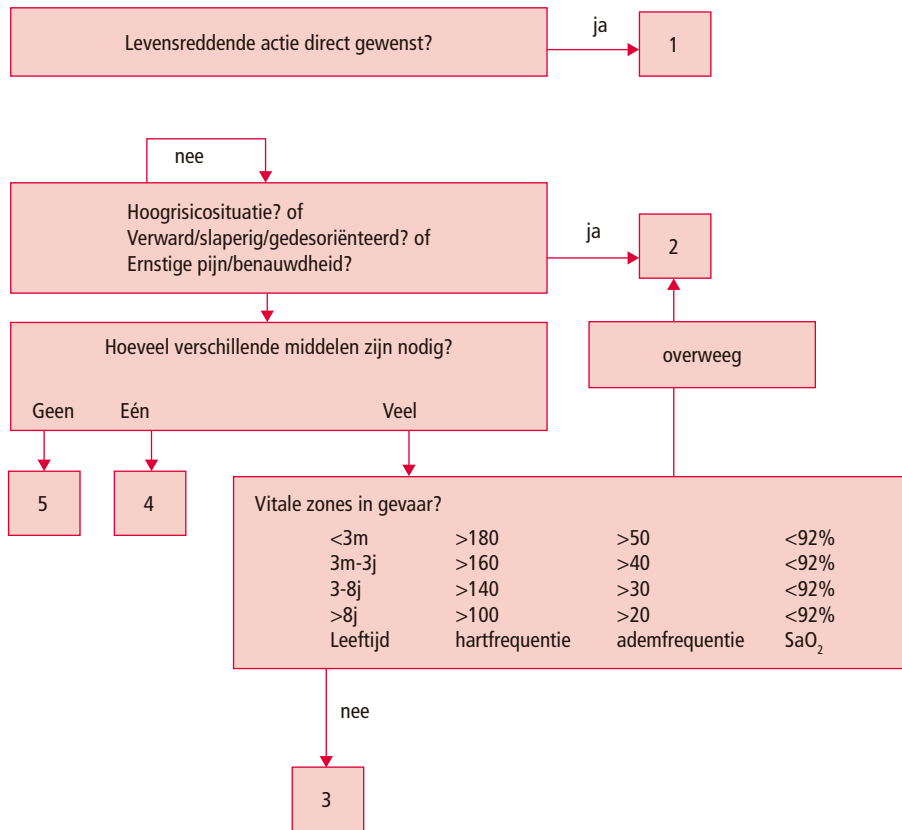 Levensreddende actie direct gewenst?
ja
1
nee
Hoogrisicosituatie? of
Verward/slaperig/gedesoriënteerd? of
Ernstige pijn/benauwdheid?
ja
2
Hoeveel verschillende middelen zijn nodig?
overweeg
Geen Eén Veel
5 4
Vitale zones in gevaar?
<3m >180 >50 <92%
3m-3j >160 >40 <92%
3-8j >140 >30 <92%
>8j >100 >20 <92%
Leeftijd hartfrequentie ademfrequentie SaO₂
nee
3